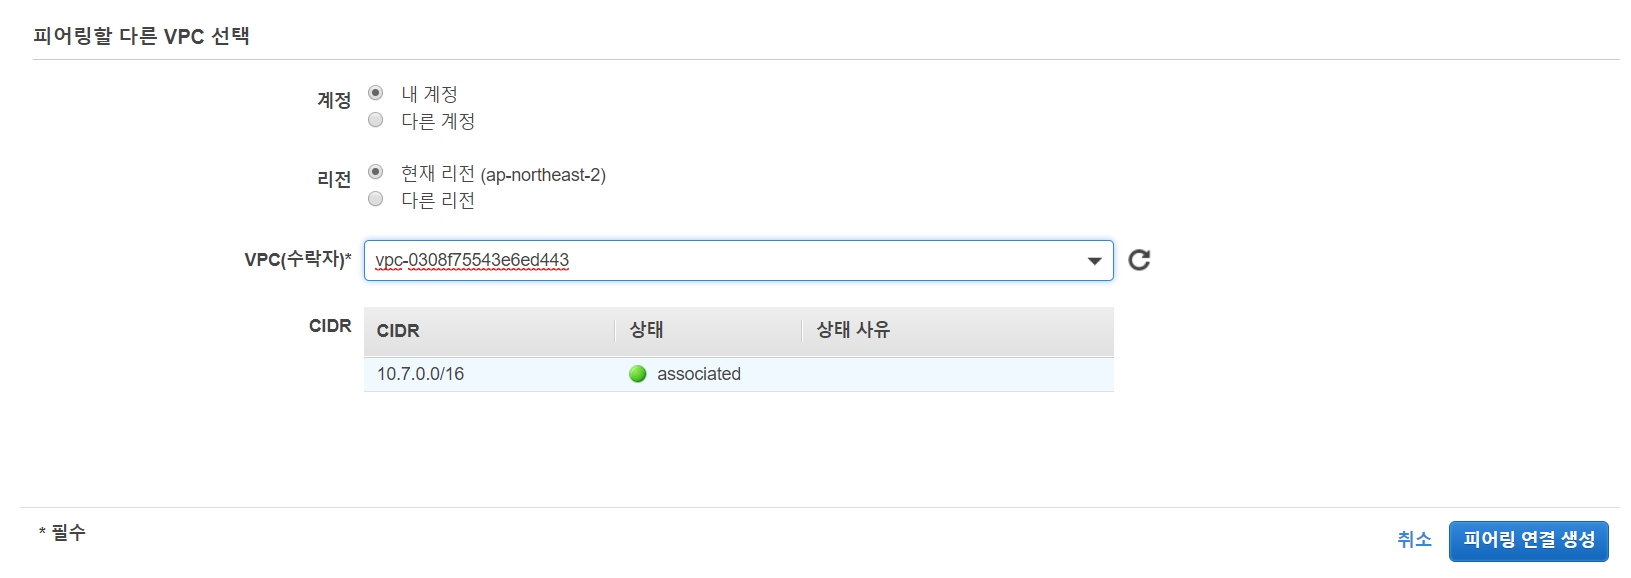 피어링할 다른 VPC 선택
계정
내 계정
다른 계정
리전
현재 리전 (ap-northeast-2)
다른 리전
VPC(수락자)*
vpc-0308f75543e6ed443
CIDR
CIDR 상태 상태 사유
10.7.0.0/16 associated
* 필수
취소 피어링 연결 생성